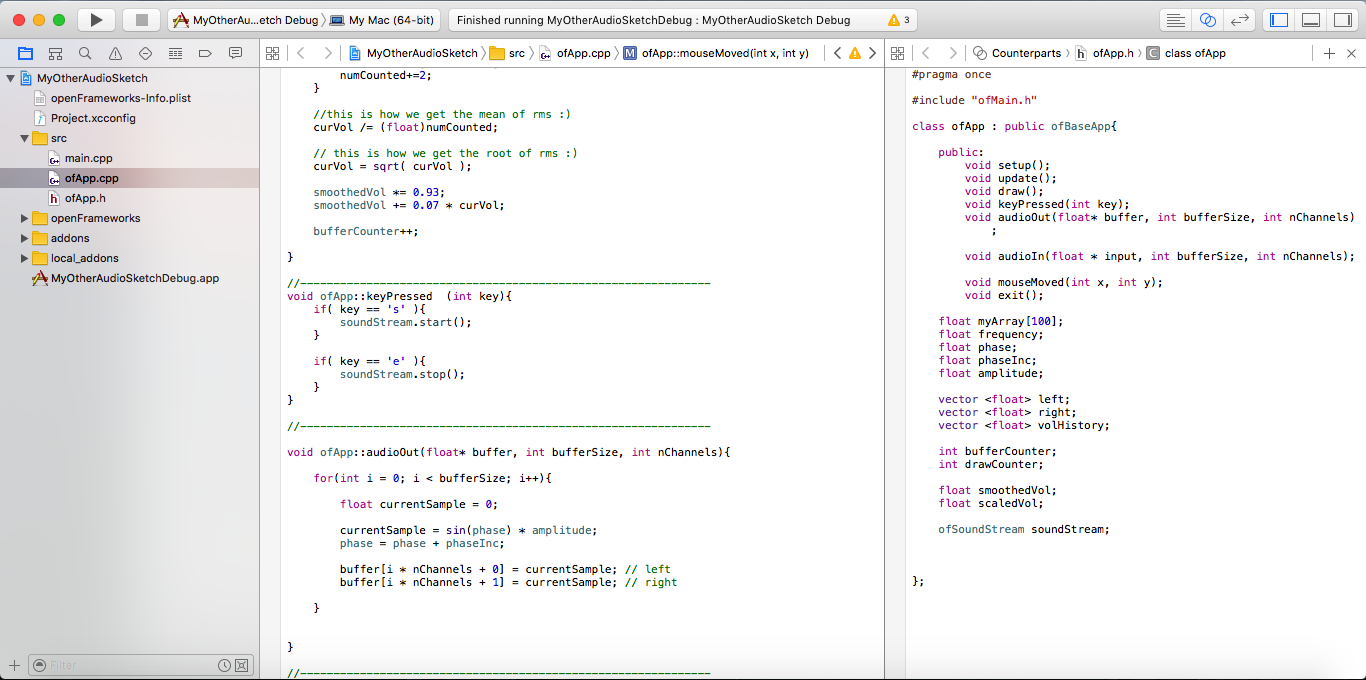 MyOtherAu...etch Debug
My Mac (64-bit)
Finished running MyOtherAudioSketchDebug : MyOtherAudioSketch Debug
3
MyOtherAudioSketch
openFrameworks-Info.plist
Project.xcconfig
src
main.cpp
ofApp.cpp
ofApp.h
openFrameworks
addons
local_addons
MyOtherAudioSketchDebug.app
Filter
MyOtherAudioSketch
src
ofApp.cpp
M
ofApp::mouseMoved(int x, int y)
numCounted+=2;
}
//this is how we get the mean of rms :)
curVol /= (float)numCounted;
// this is how we get the root of rms :)
curVol = sqrt( curVol );
smoothedVol *= 0.93;
smoothedVol += 0.07 * curVol;
bufferCounter++;
}
//--------------------------------------------------------------
void ofApp::keyPressed  (int key){
if( key == 's' ){
soundStream.start();
}
if( key == 'e' ){
soundStream.stop();
}
}
//--------------------------------------------------------------
void ofApp::audioOut(float* buffer, int bufferSize, int nChannels){
for(int i = 0; i < bufferSize; i++){
float currentSample = 0;
currentSample = sin(phase) * amplitude;
phase = phase + phaseInc;
buffer[i * nChannels + 0] = currentSample; // left
buffer[i * nChannels + 1] = currentSample; // right
}
}
//--------------------------------------------------------------
Counterparts
h
ofApp.h
C
class ofApp
#pragma once
#include "ofMain.h"
class ofApp : public ofBaseApp{
public:
void setup();
void update();
void draw();
void keyPressed(int key);
void audioOut(float* buffer, int bufferSize, int nChannels)
;
void audioIn(float * input, int bufferSize, int nChannels);
void mouseMoved(int x, int y);
void exit();
float myArray[100];
float frequency;
float phase;
float phaseInc;
float amplitude;
vector <float> left;
vector <float> right;
vector <float> volHistory;
int bufferCounter;
int drawCounter;
float smoothedVol;
float scaledVol;
ofSoundStream soundStream;
};